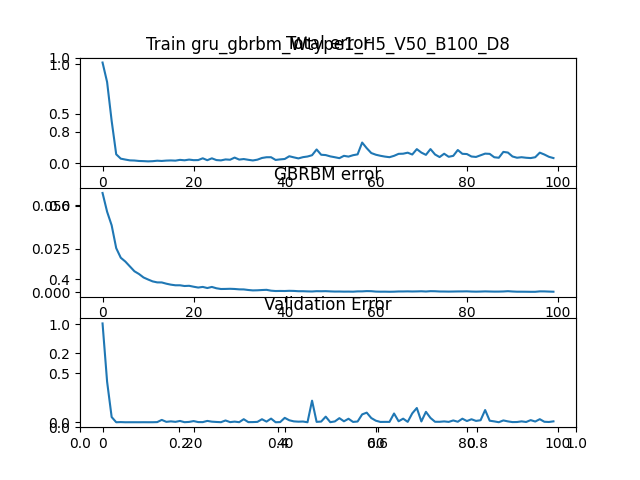 Train gru_gbrbm_Wtype1_H5_V50_B100_D8
Total error
1.0
1.0
0.5
0.8
0.0
0 20 40 60 80 100
GBRBM error
0.050
0.6
0.025
0.4
0.000
0 20 40 60 80 100
Validation Error
1.0
0.2
0.5
0.0
0.0
0 20 40 60 80 100
0.0 0.2 0.4 0.6 0.8 1.0